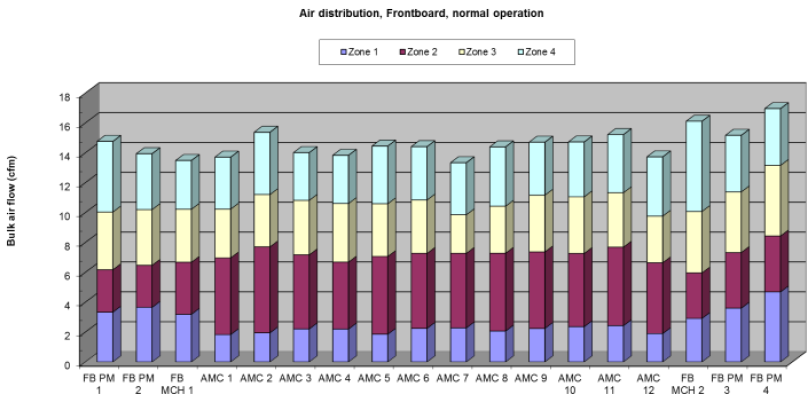 Air distribution, Frontboard, normal operation
Zone 1 Zone 2 Zone 3 Zone 4
Bulk air flow (cfm)
18
16
14
12
10
8
6
4
2
0
FB PM 1
FB PM 2
FB MCH 1
AMC 1
AMC 2
AMC 3
AMC 4
AMC 5
AMC 6
AMC 7
AMC 8
AMC 9
AMC 10
AMC 11
AMC 12
FB MCH 2
FB PM 3
FB PM 4